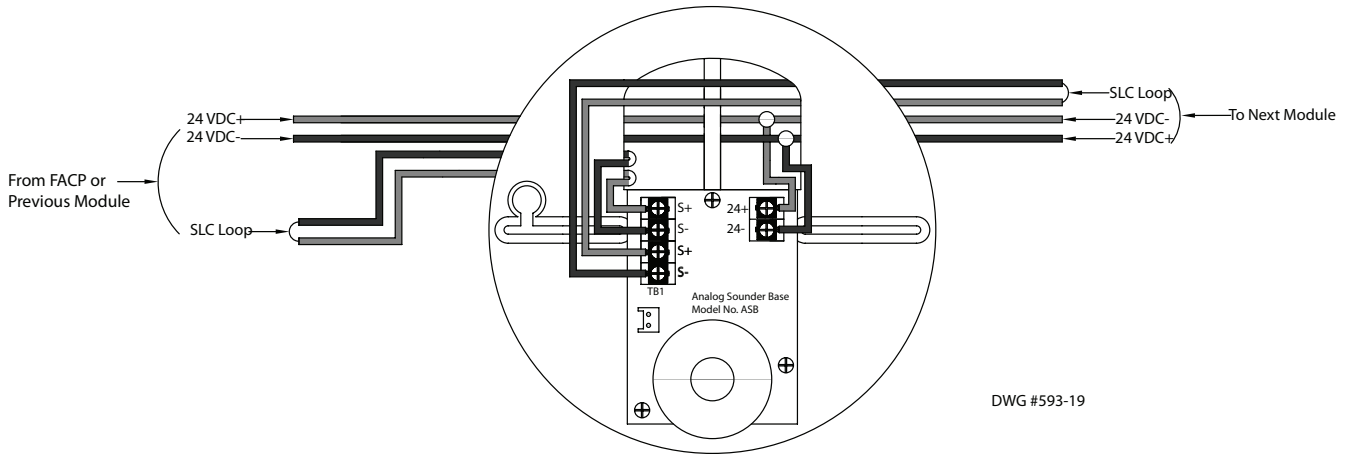 24 VDC+
24 VDC-
From FACP or
Previous Module
SLC Loop
SLC Loop
24 VDC-
24 VDC+
To Next Module
S+
S-
S+
S-
TB1
24+
24-
Analog Sounder Base
Model No. ASB
DWG #593-19